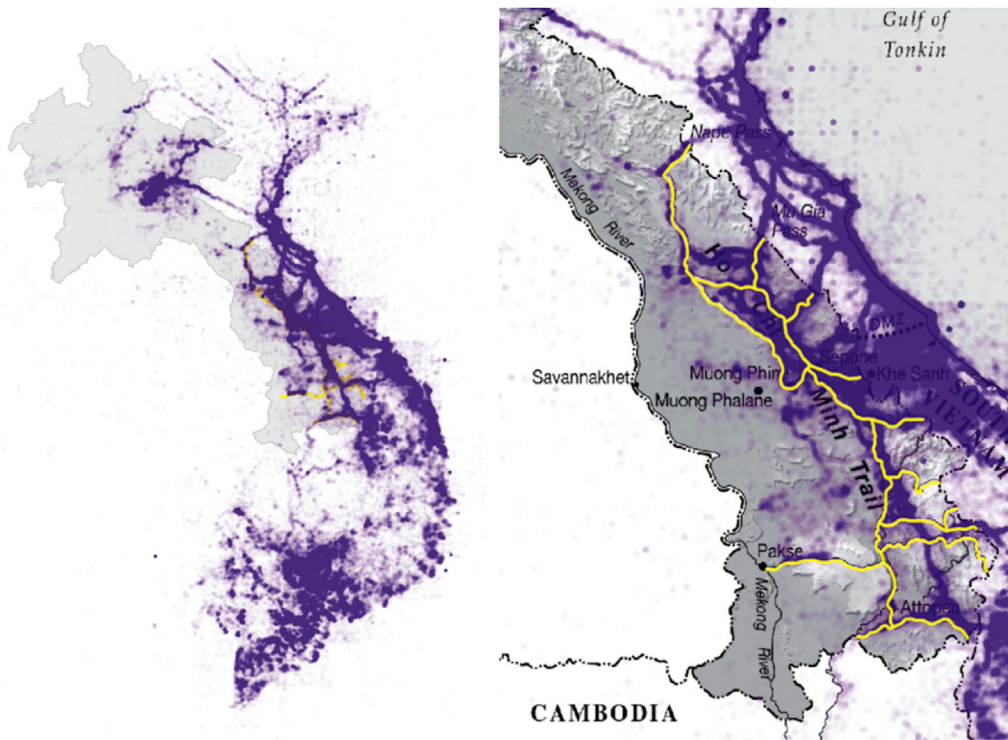 Gulf of
Tonkin
Nape Pass
Mekong River
Mu Gia
Pass
Ho Chi Minh Trail
DMZ
Sepone
Khe Sanh
Savannakhet
Muong Phine
Muong Phalane
SOUTH
VIETNAM
Pakse
Mekong River
Attopeu
CAMBODIA